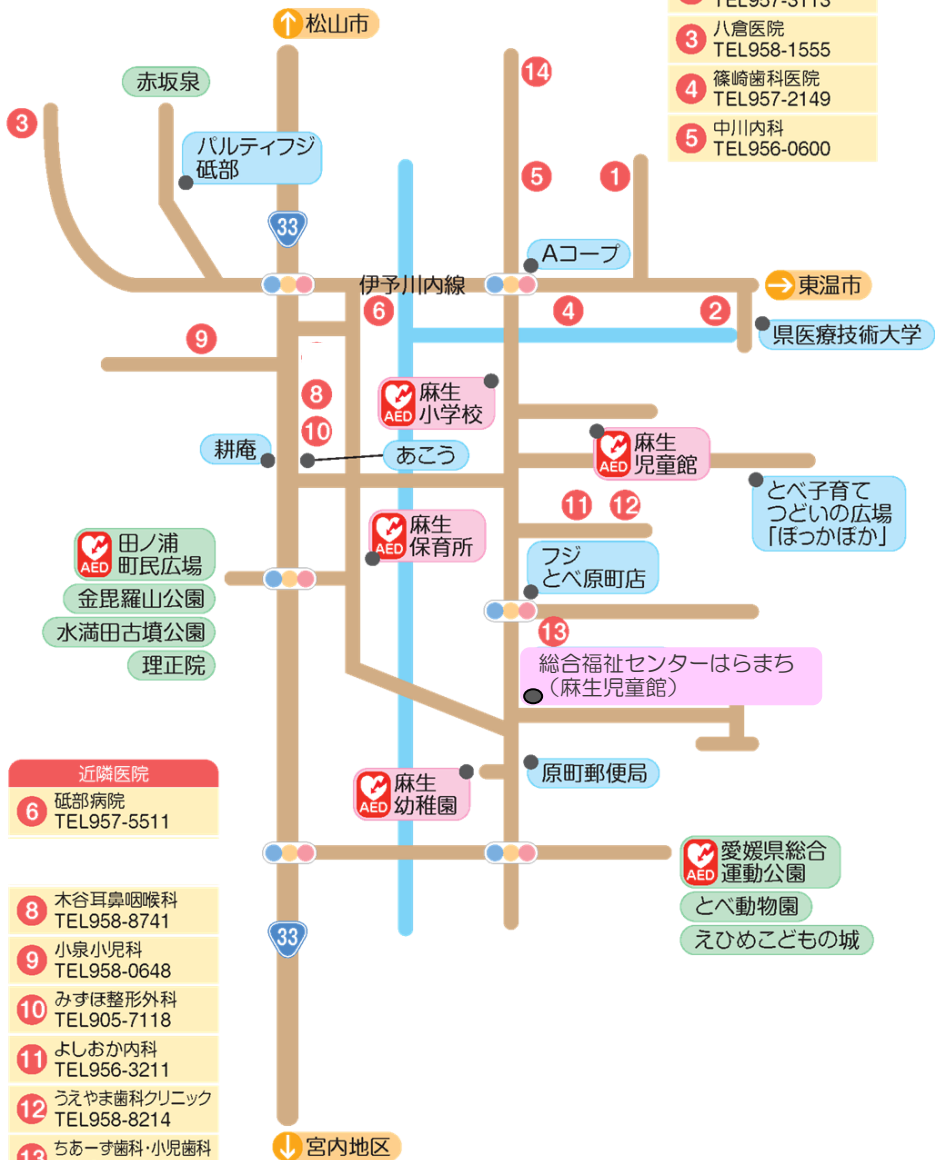 松山市
TEL957-3113
3 八倉医院
TEL958-1555
4 篠崎歯科医院
TEL957-2149
5 中川内科
TEL956-0600
赤坂泉
14
3
パルティフジ
砥部
5
1
33
Aコープ
伊予川内線
東温市
6
4
2
県医療技術大学
9
8
AED
麻生
小学校
10
耕庵
あこう
AED
麻生
児童館
とべ子育て
つどいの広場
「ぽっかぽか」
11
12
AED
麻生
保育所
AED
田ノ浦
町民広場
フジ
とべ原町店
金毘羅山公園
水満田古墳公園
理正院
13
総合福祉センターはらまち
(麻生児童館)
AED
麻生
幼稚園
原町郵便局
AED
愛媛県総合
運動公園
とべ動物園
えひめこどもの城
33
近隣医院
6 砥部病院
TEL957-5511
8 木谷耳鼻咽喉科
TEL958-8741
9 小泉小児科
TEL958-0648
10 みずほ整形外科
TEL905-7118
11 よしおか内科
TEL956-3211
12 うえやま歯科クリニック
TEL958-8214
13 ちあーず歯科・小児歯科
宮内地区